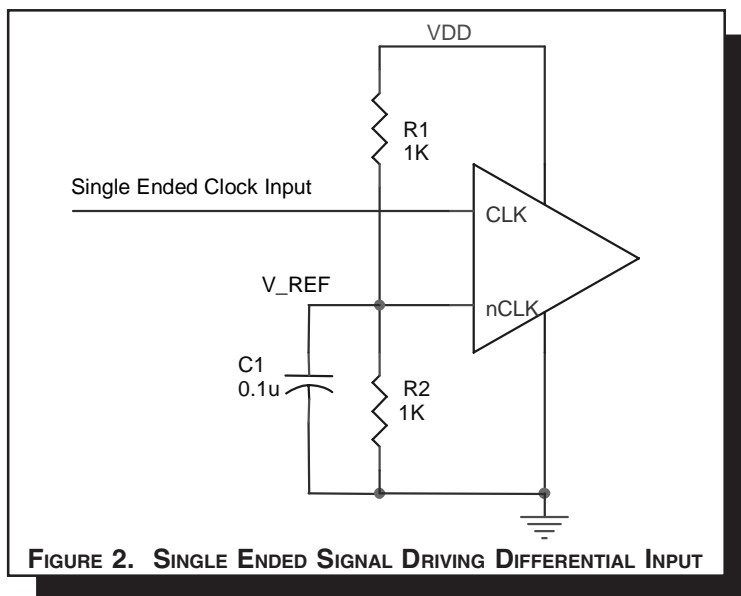 VDD
R1
1K
Single Ended Clock Input
CLK
V_REF
nCLK
C1
0.1u
R2
1K
FIGURE 2. SINGLE ENDED SIGNAL DRIVING DIFFERENTIAL INPUT